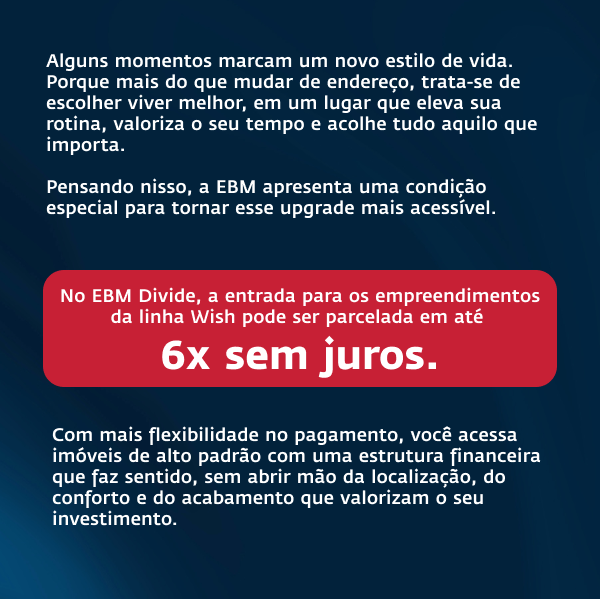 Alguns momentos marcam um novo estilo de vida.
Porque mais do que mudar de endereço, trata-se de
escolher viver melhor, em um lugar que eleva sua
rotina, valoriza o seu tempo e acolhe tudo aquilo que
importa.
Pensando nisso, a EBM apresenta uma condição
especial para tornar esse upgrade mais acessível.
No EBM Divide, a entrada para os empreendimentos
da linha Wish pode ser parcelada em até
6x sem juros.
Com mais flexibilidade no pagamento, você acessa
imóveis de alto padrão com uma estrutura financeira
que faz sentido, sem abrir mão da localização, do
conforto e do acabamento que valorizam o seu
investimento.